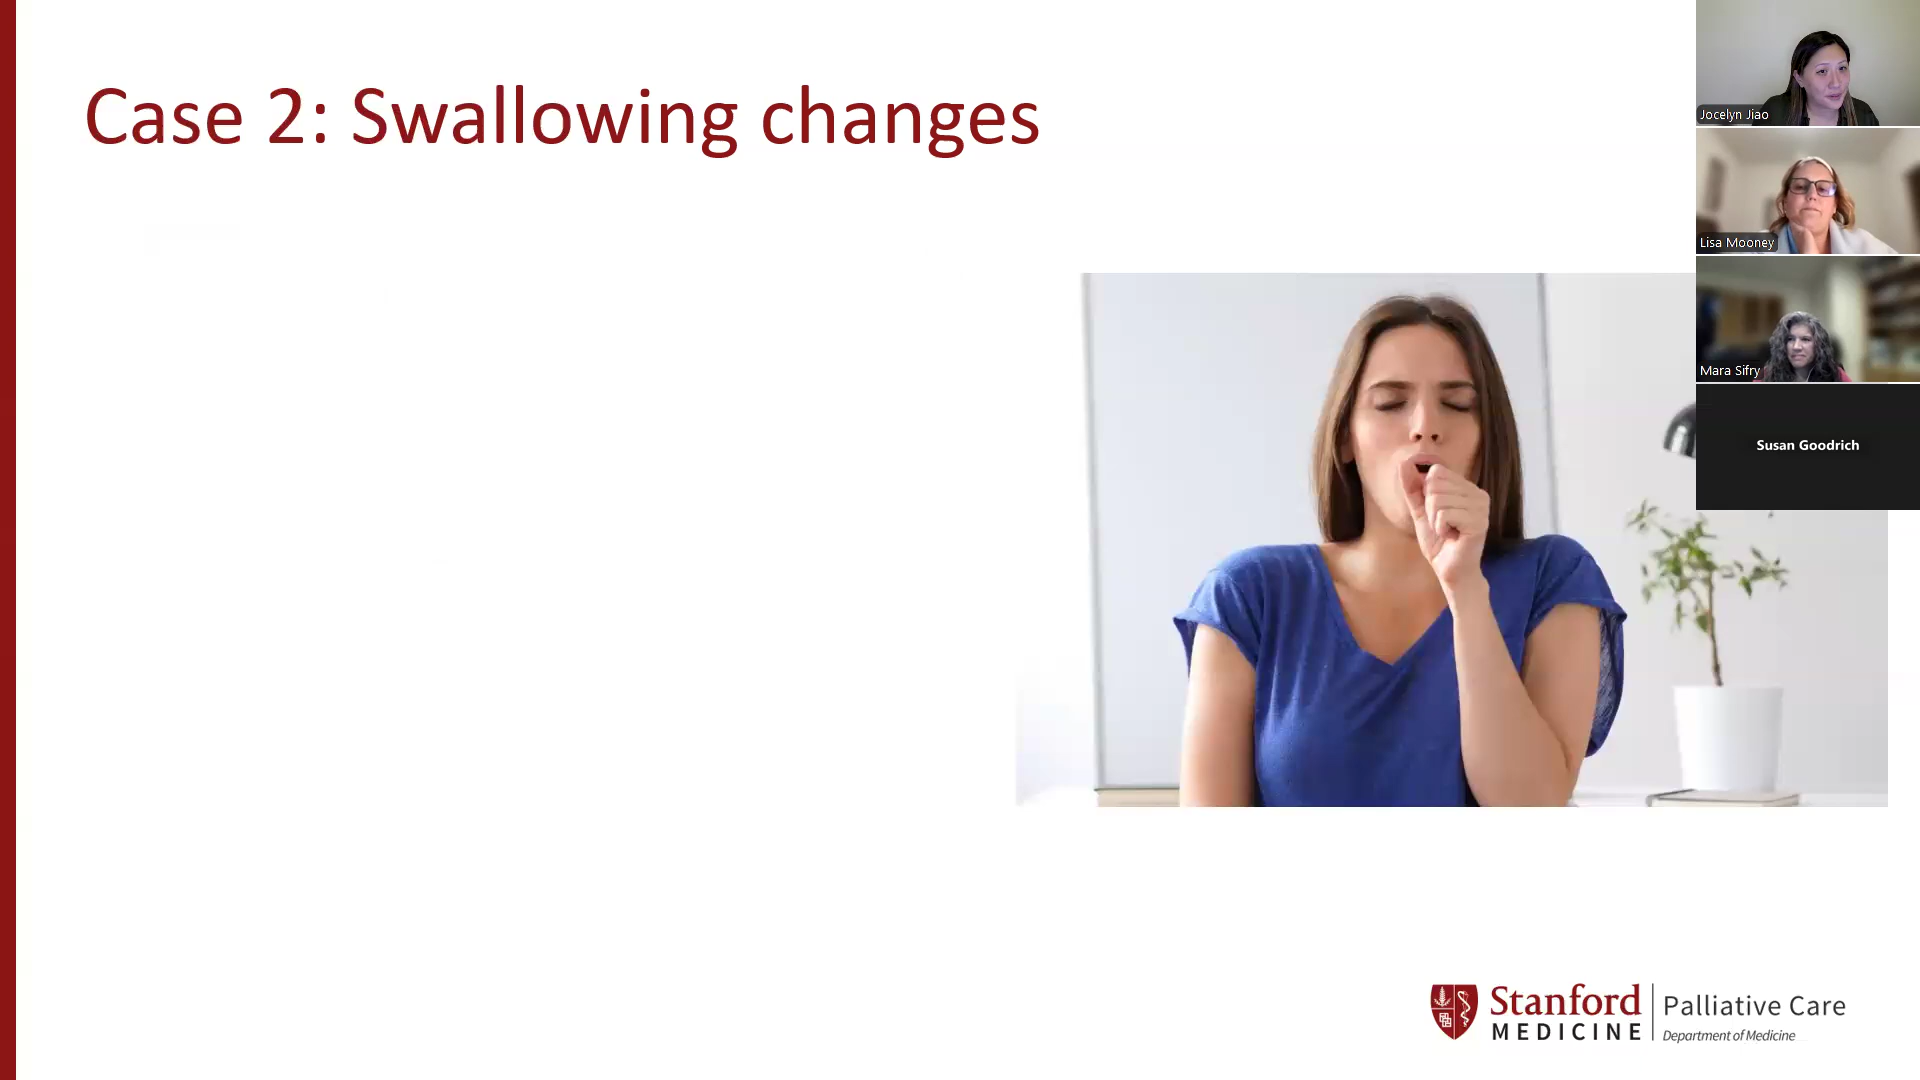 Case 2: Swallowing changes
Jocelyn Jiao
Lisa Mooney
Mara Sifry
Susan Goodrich
Stanford
MEDICINE
Palliative Care
Department of Medicine